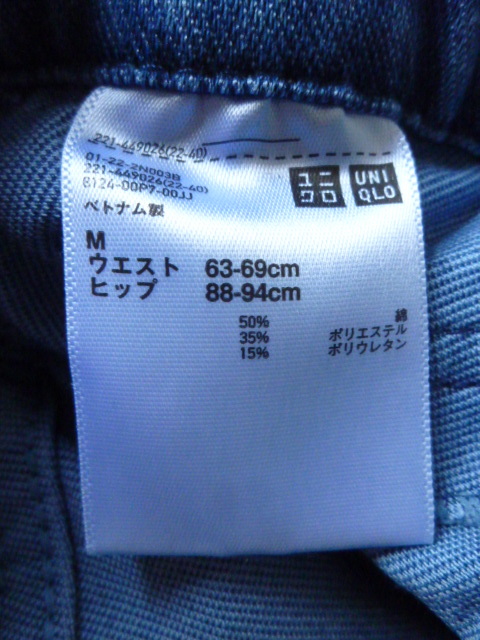 221-449026(22-40)
01-22-2N003B
221-449026(22-40)
8124-00P7-00JJ
ユニクロ
UNIQLO
ベトナム製
M
ウエスト 63-69cm
ヒップ 88-94cm
50% 綿
35% ポリエステル
15% ポリウレタン